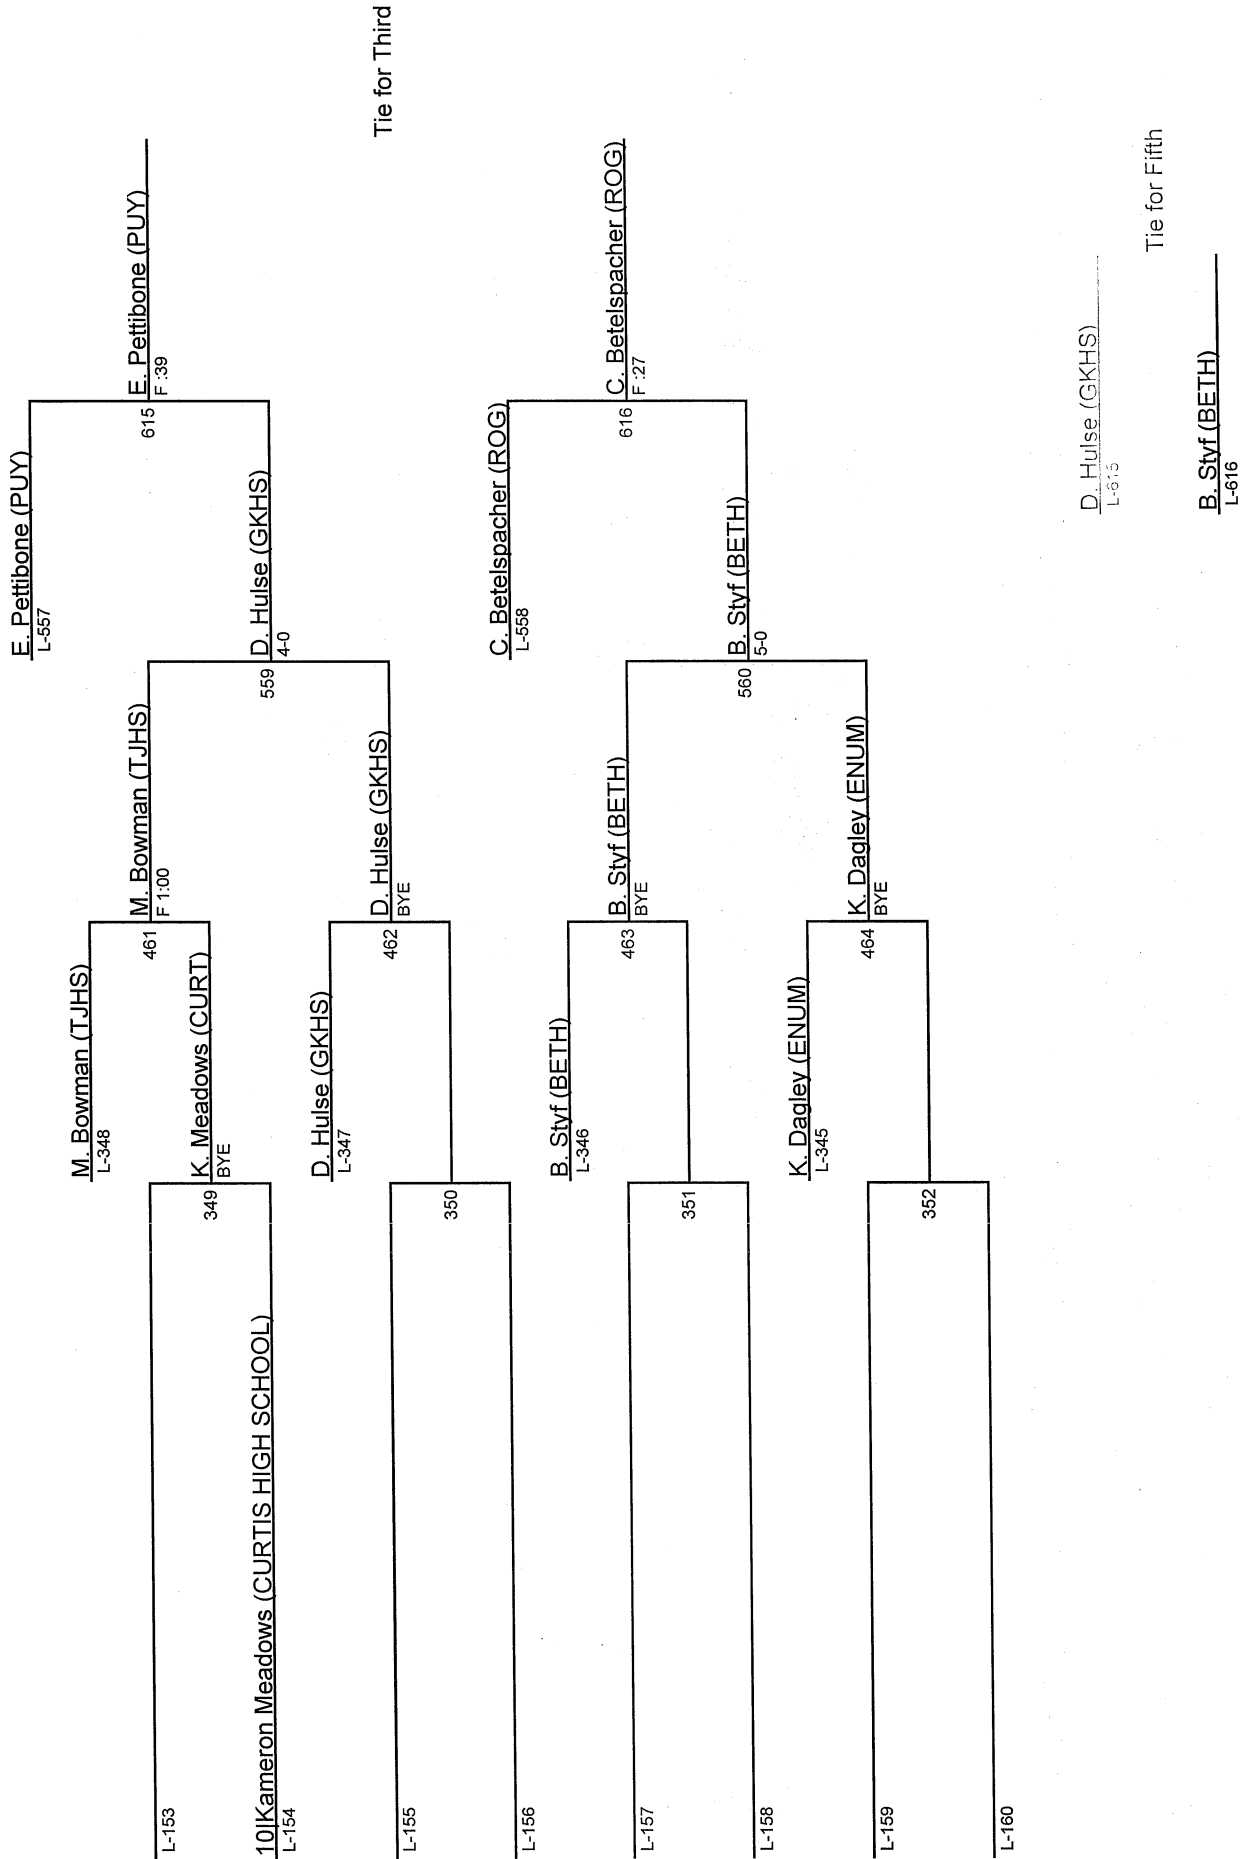 L-153
10|Kameron Meadows (CURTIS HIGH SCHOOL)
L-154
L-155
L-156
L-157
L-158
L-159
L-160
349
350
351
352
M. Bowman (TJHS)
L-348
K. Meadows (CURT)
BYE
D. Hulse (GKHS)
L-347
B. Styf (BETH)
L-346
K. Dagley (ENUM)
L-345
461
462
463
464
M. Bowman (TJHS)
F 1:00
D. Hulse (GKHS)
BYE
B. Styf (BETH)
BYE
K. Dagley (ENUM)
BYE
559
560
E. Pettibone (PUY)
L-557
D. Hulse (GKHS)
4-0
C. Betelspacher (ROG)
L-558
B. Styf (BETH)
5-0
615
616
E. Pettibone (PUY)
F :39
C. Betelspacher (ROG)
F :27
Tie for Third
D. Hulse (GKHS)
L-615
Tie for Fifth
B. Styf (BETH)
L-616